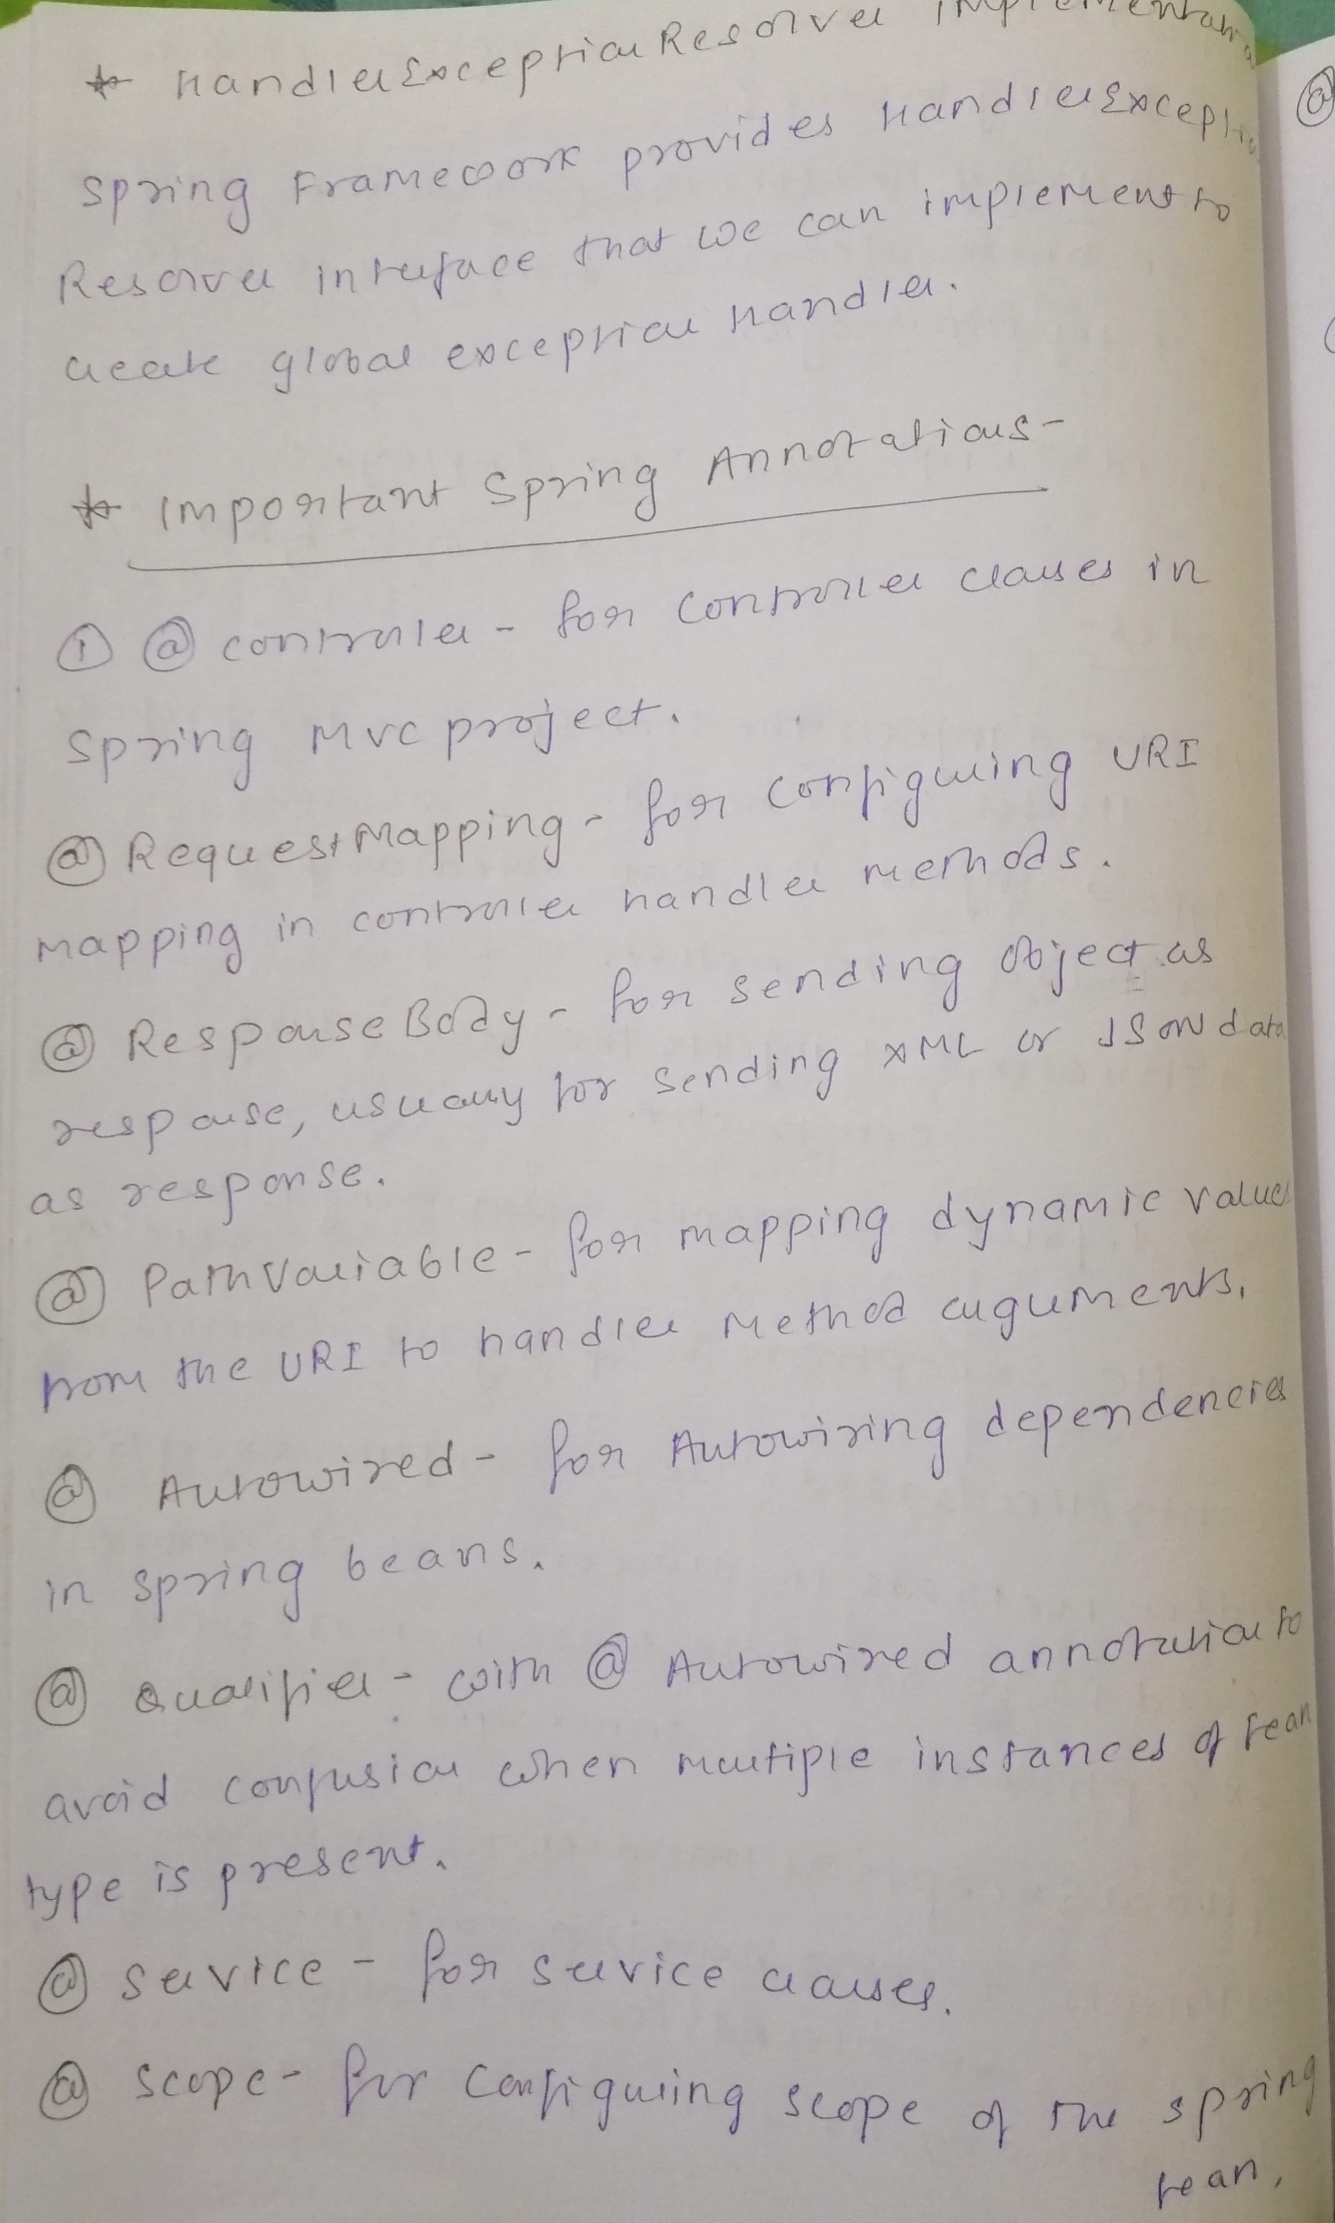 * HandlerExceptionResolver Implementation
Spring Framework provides HandlerExceptio
Resolver interface that we can implement to
create global exception handler.
* Important Spring Annotations-
① @ controller - for controller classes in
Spring MVC project.
@ RequestMapping - for configuring URI
mapping in controller handler methods.
@ ResponseBody - for sending Object as
response, usually for sending XML or JSON data
as response.
@ PathVariable - for mapping dynamic values
from the URI to handler method arguments.
@ Autowired - for Autowiring dependencies
in spring beans.
@ Qualifier - with @ Autowired annotation to
avoid confusion when multiple instances of bean
type is present.
@ service - for service classes.
@ scope - for configuring scope of the spring
bean.
@